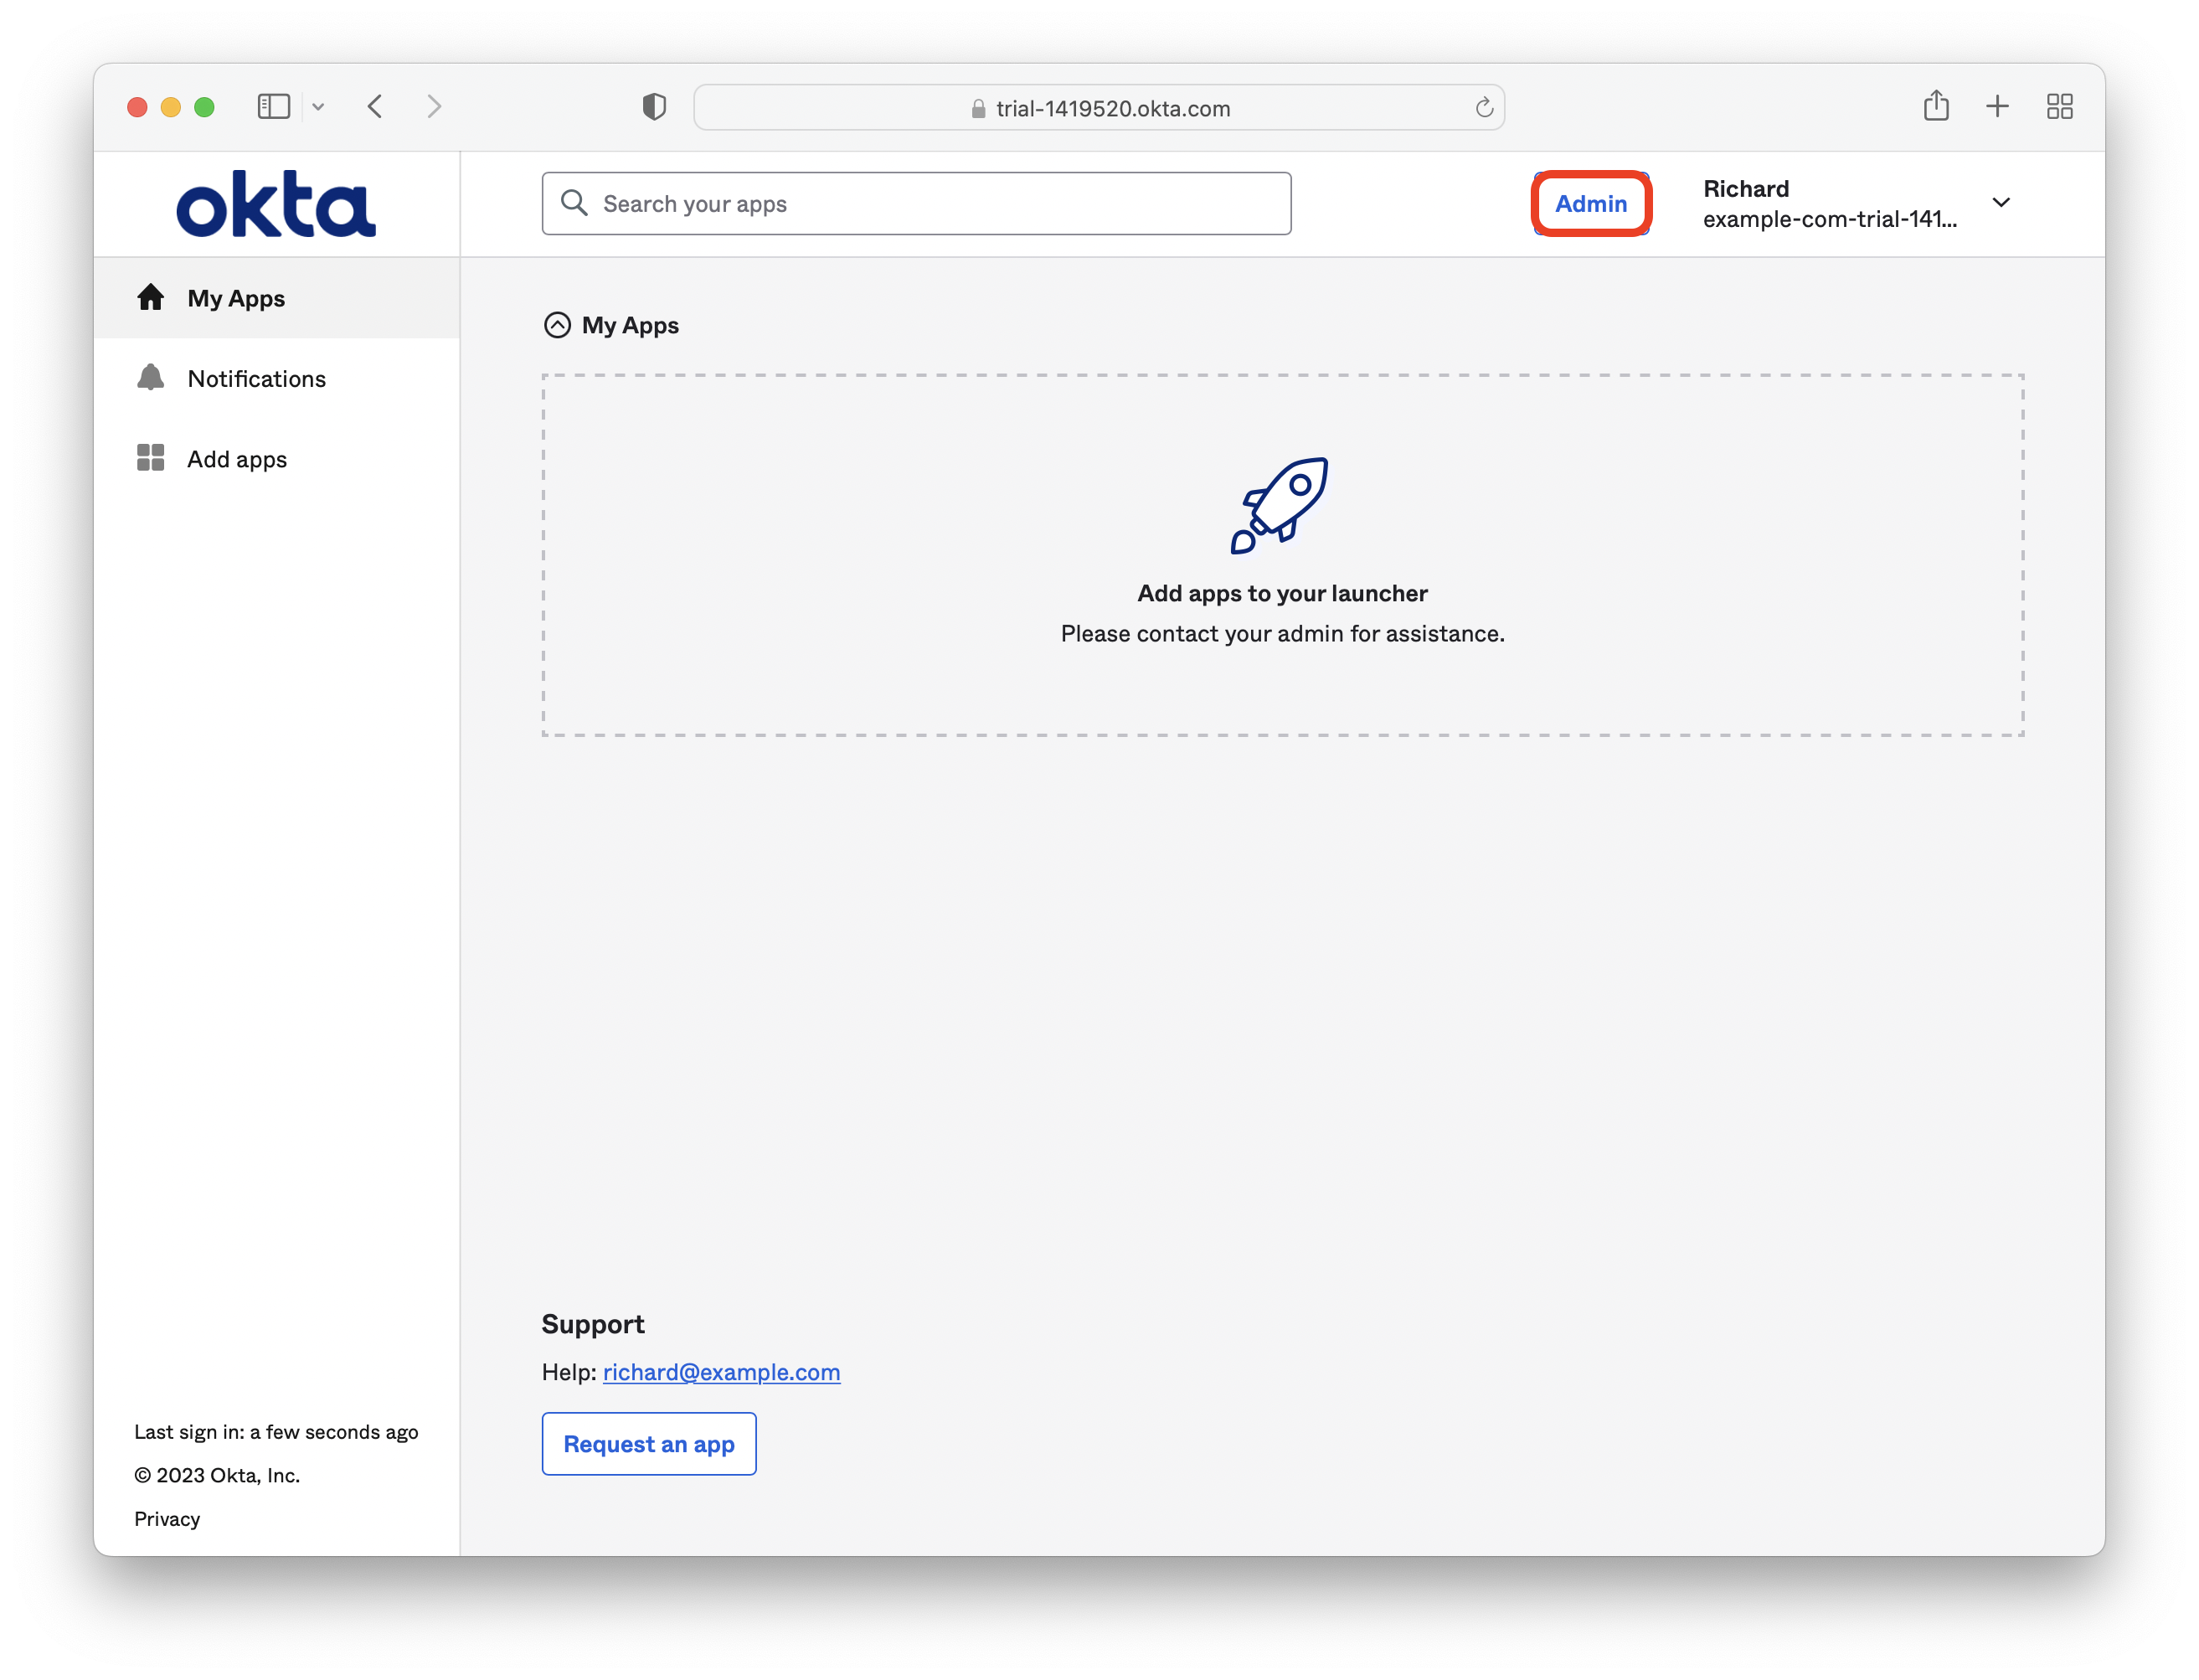 trial-1419520.okta.com
okta
Search your apps
Admin
Richard
example-com-trial-141...
My Apps
Notifications
Add apps
My Apps
Add apps to your launcher
Please contact your admin for assistance.
Support
Help: richard@example.com
Request an app
Last sign in: a few seconds ago
© 2023 Okta, Inc.
Privacy